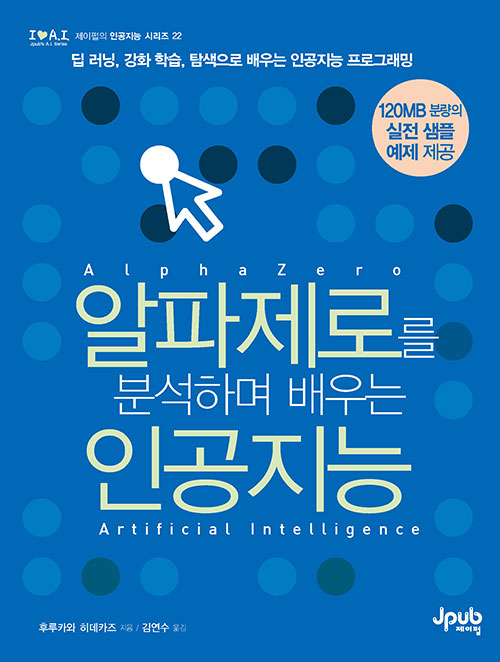 I♥A.I.
Jpub's A.I. Series
제이펍의 인공지능 시리즈 22
딥 러닝, 강화 학습, 탐색으로 배우는 인공지능 프로그래밍
120MB 분량의
실전 샘플
예제 제공
AlphaZero
알파제로를
분석하며 배우는
인공지능
Artificial Intelligence
후루카와 히데카즈 지음 / 김연수 옮김
Jpub
제이펍